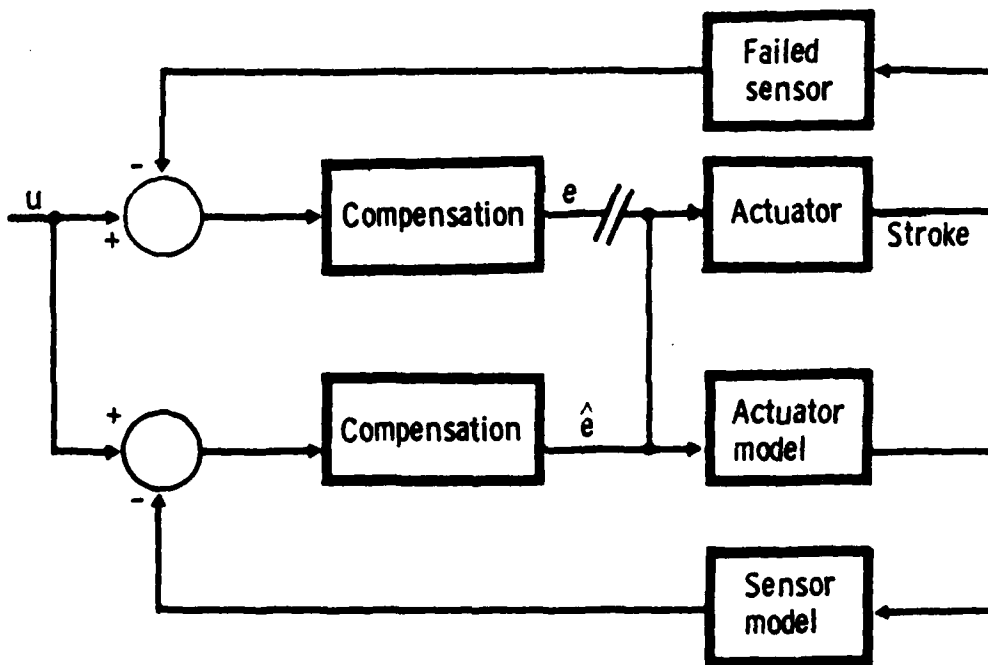 Failed
sensor
-
u
+
Compensation
e
Actuator
Stroke
+
Compensation
ê
Actuator
model
-
Sensor
model